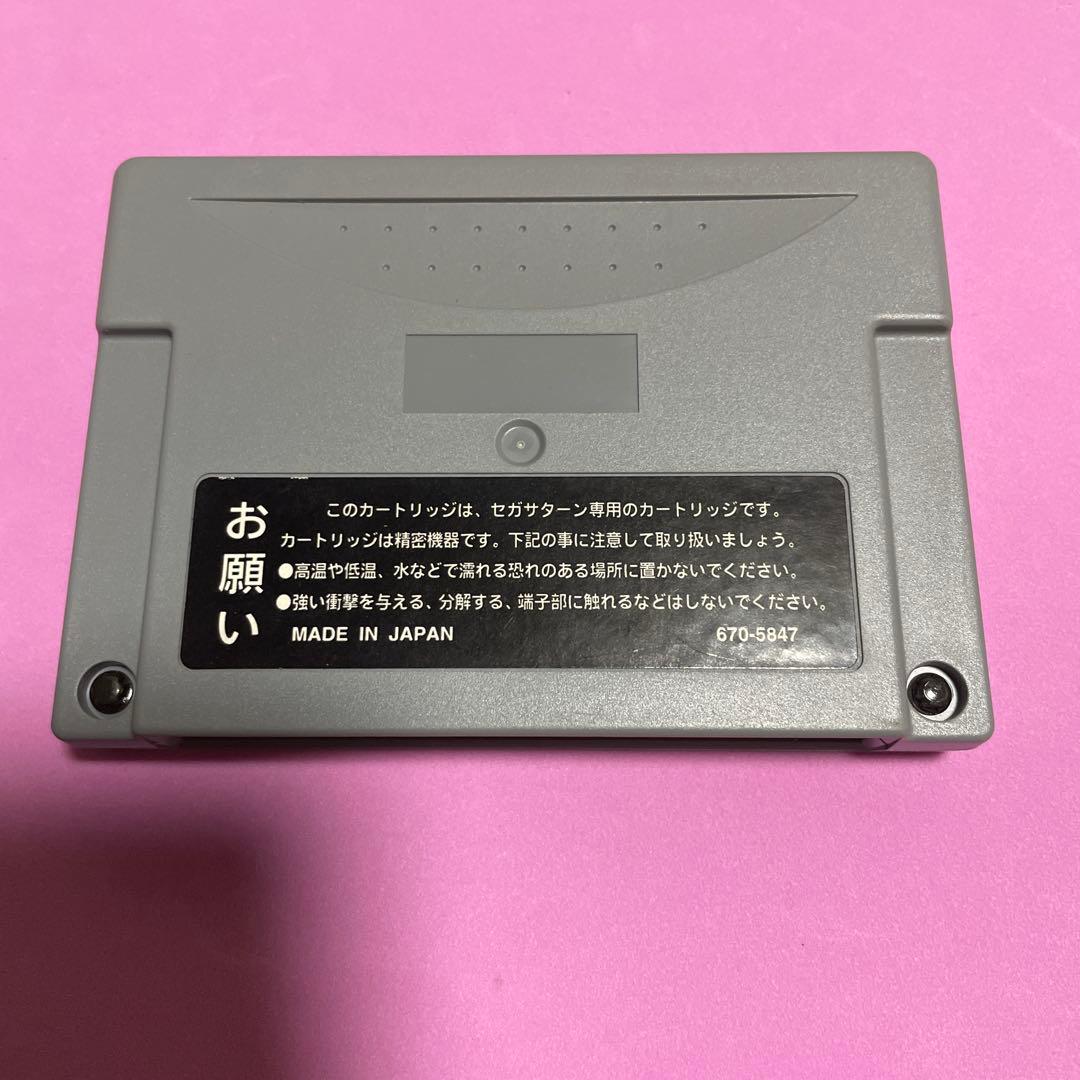 お願い
このカートリッジは、セガサターン専用のカートリッジです。
カートリッジは精密機器です。下記の事に注意して取り扱いましょう。
●高温や低温、水などで濡れる恐れのある場所に置かないでください。
●強い衝撃を与える、分解する、端子部に触れるなどはしないでください。
MADE IN JAPAN 670-5847